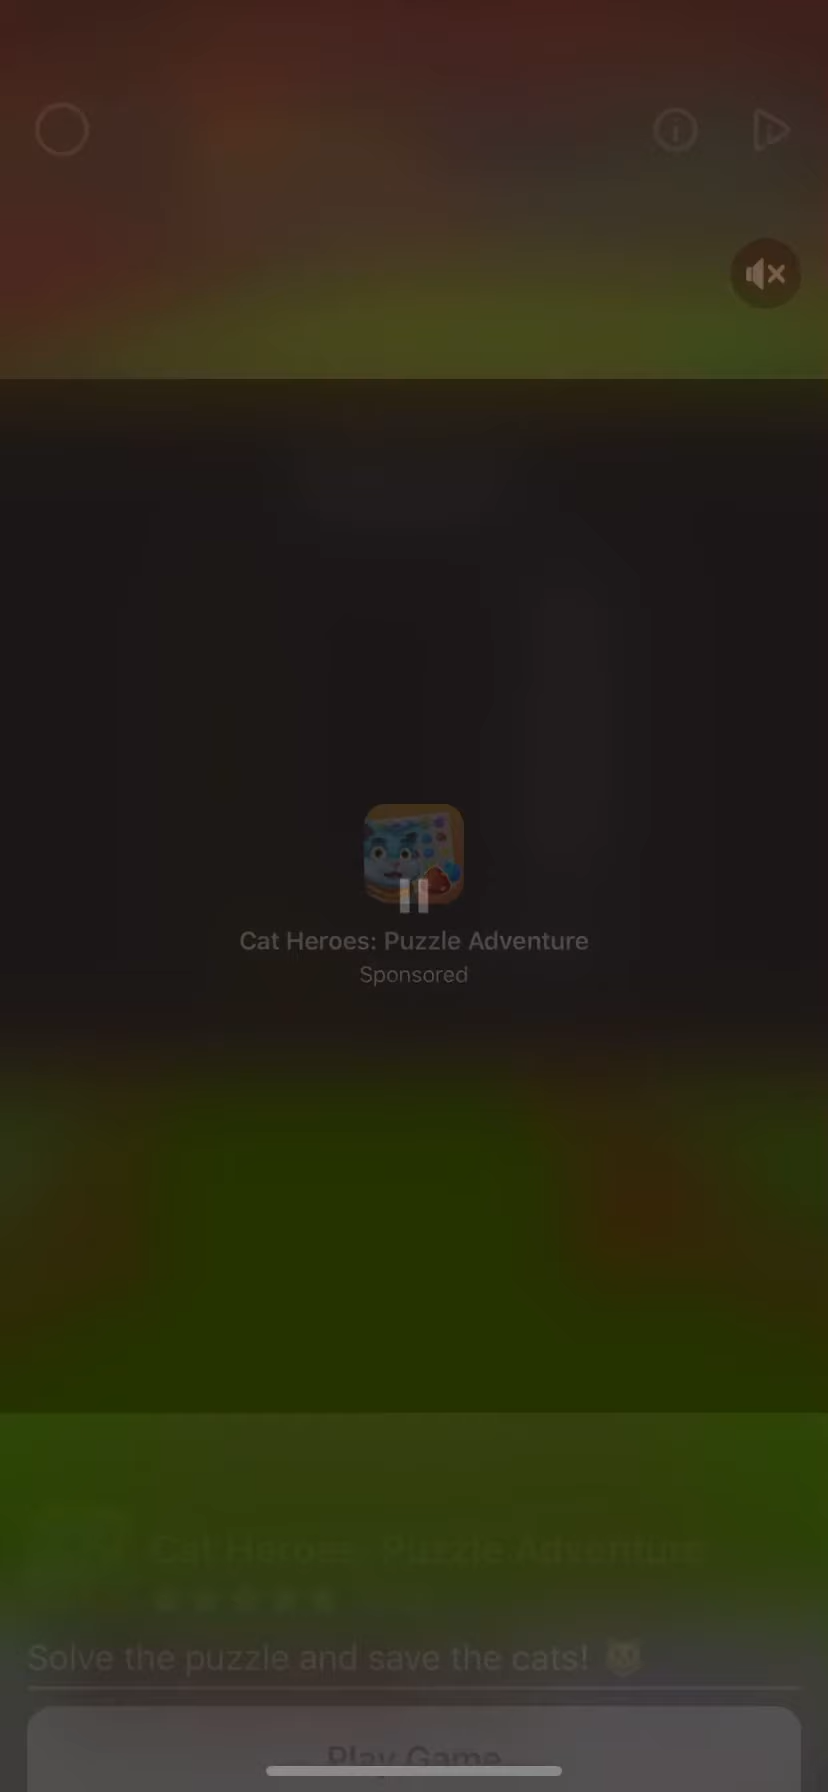 Cat Heroes: Puzzle Adventure
Sponsored
Cat Heroes: Puzzle Adventure
Solve the puzzle and save the cats!
Play Game